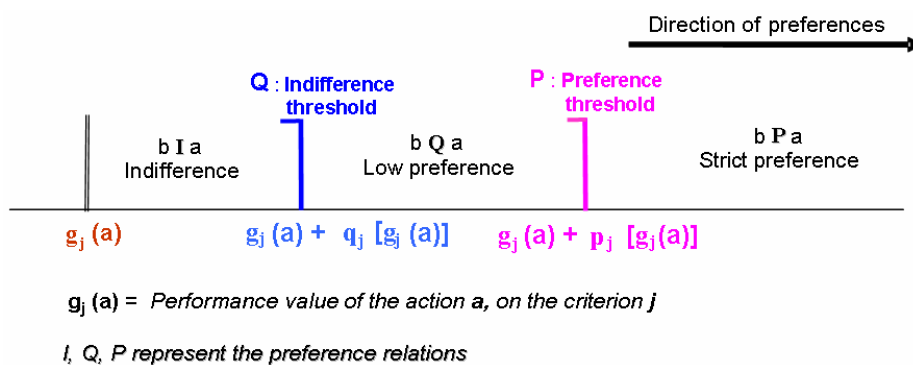 Direction of preferences
Q : Indifference
threshold
P : Preference
threshold
b I a
Indifference
b Q a
Low preference
b P a
Strict preference
gj (a)
gj (a) + qj [gj (a)]
gj (a) + pj [gj(a)]
gj (a) = Performance value of the action a, on the criterion j
I, Q, P represent the preference relations